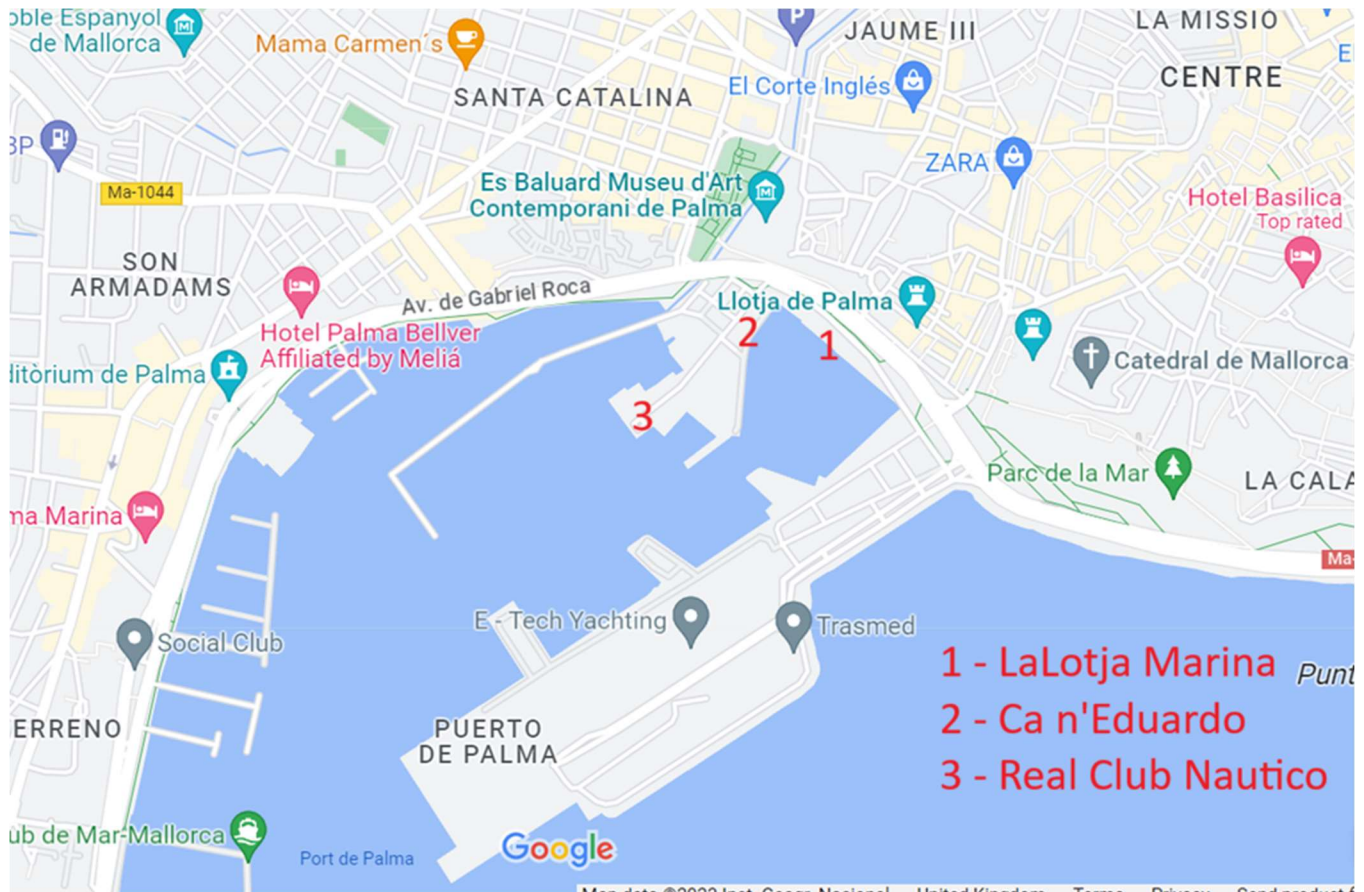 oble Espanyol
de Mallorca
Mama Carmen´s
JAUME III
LA MISSIO
El Corte Inglés
CENTRE
SANTA CATALINA
BP
ZARA
Ma-1044
Es Baluard Museu d'Art
Contemporani de Palma
Hotel Basilica
Top rated
SON
ARMADAMS
Av. de Gabriel Roca
Llotja de Palma
Hotel Palma Bellver
Affiliated by Meliá
2
1
ditòrium de Palma
Catedral de Mallorca
3
Parc de la Mar
LA CALA
ma Marina
Ma-
E - Tech Yachting
Trasmed
Social Club
1 - LaLotja Marina
Punt
2 - Ca n'Eduardo
3 - Real Club Nautico
ERRENO
PUERTO
DE PALMA
ub de Mar-Mallorca
Port de Palma
Google